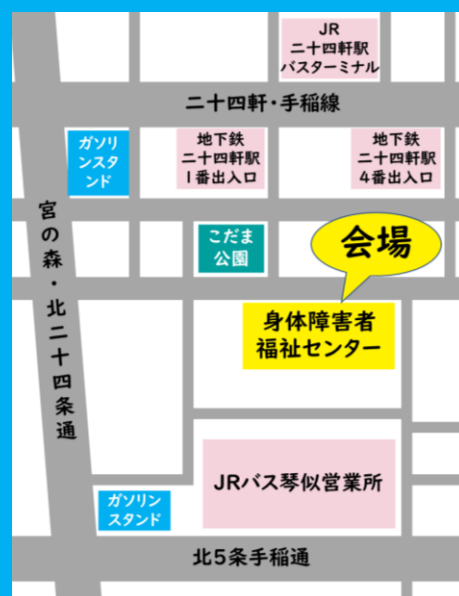 JR
二十四軒駅
バスターミナル
二十四軒・手稲線
ガソリ
ンスタ
ンド
地下鉄
二十四軒駅
1番出入口
地下鉄
二十四軒駅
4番出入口
宮の森・北二十四条通
こだま
公園
会場
身体障害者
福祉センター
JRバス琴似営業所
ガソリン
スタンド
北5条手稲通